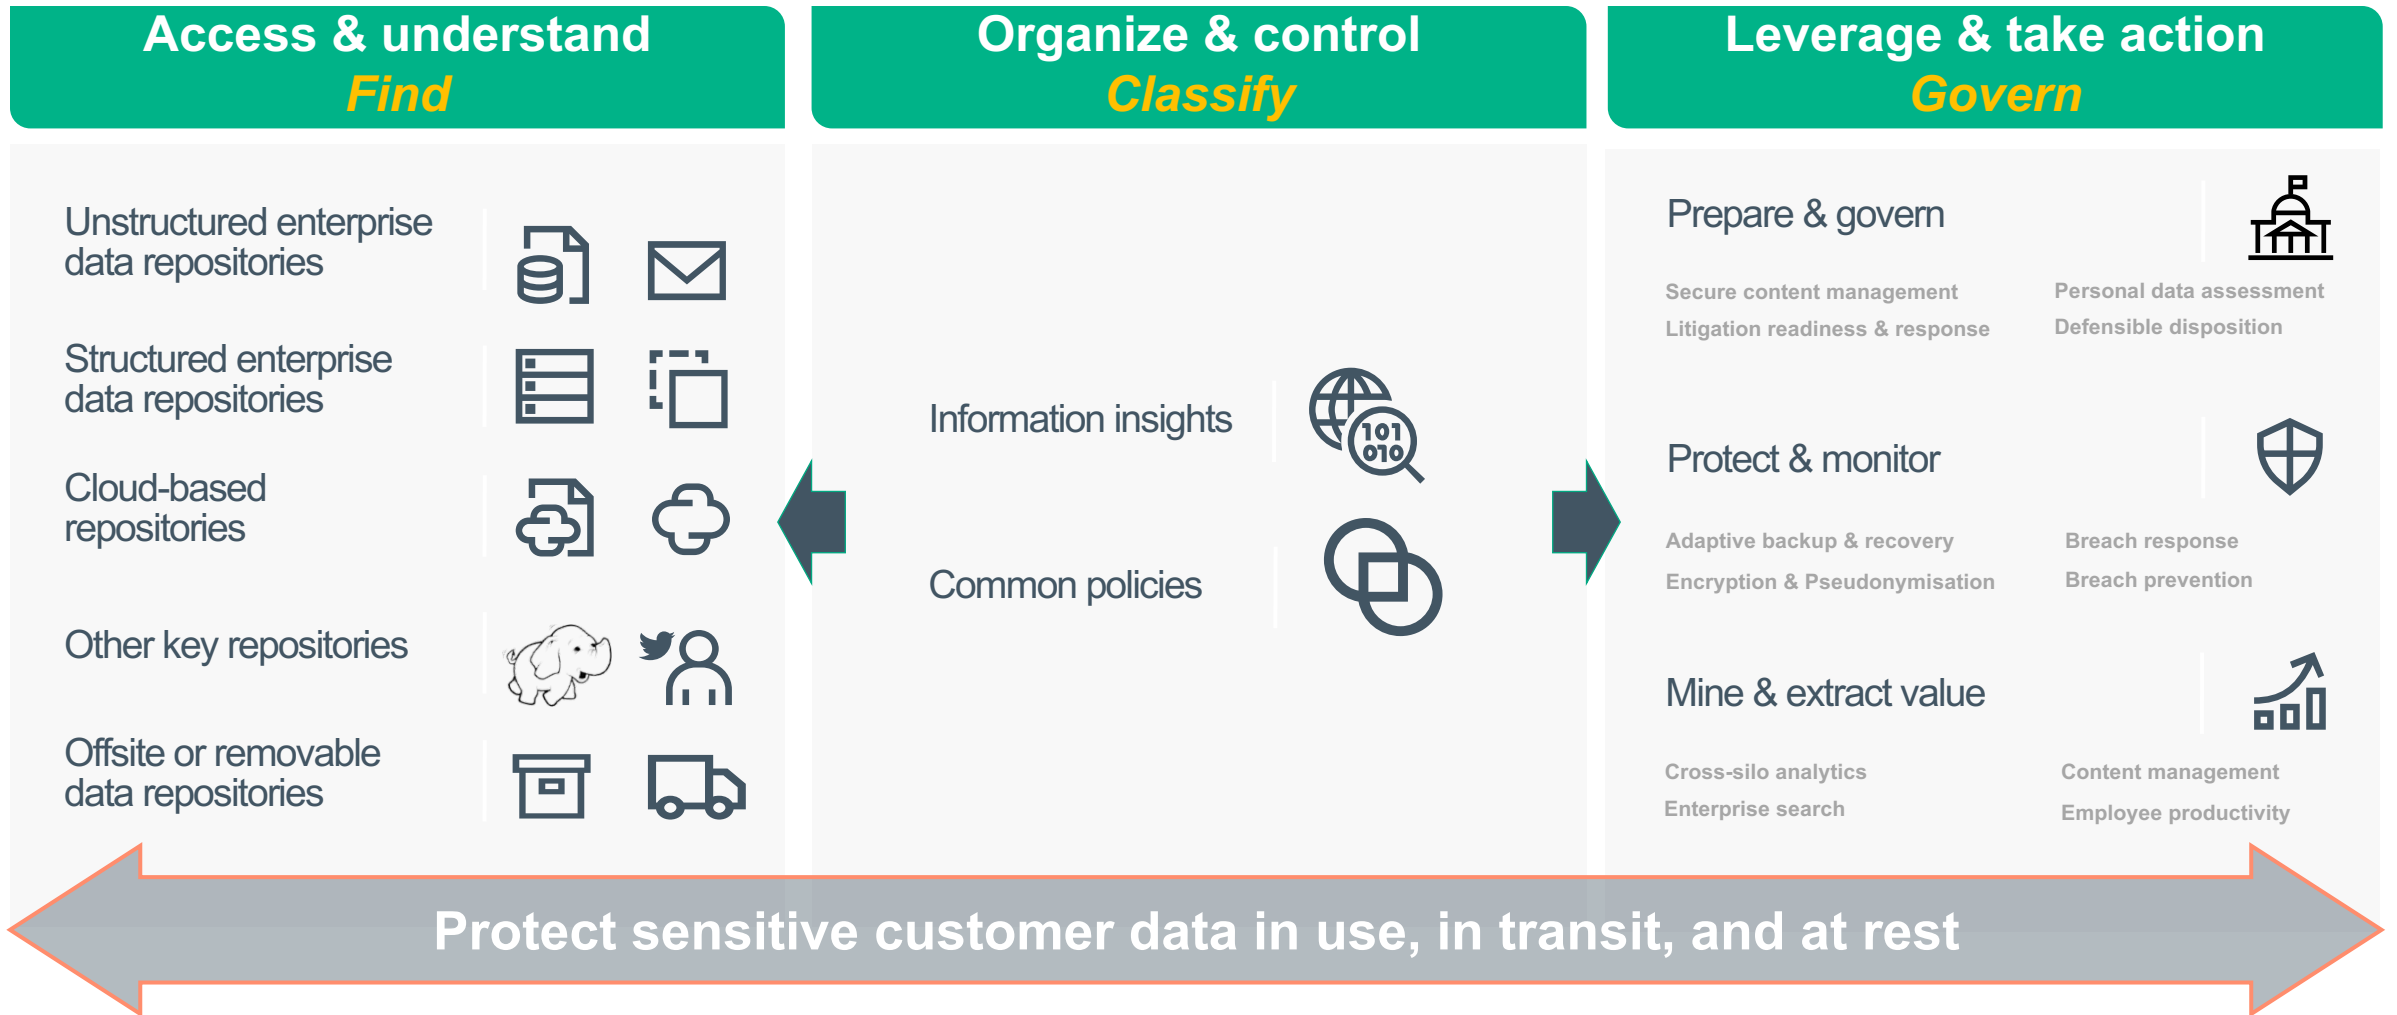 Access & understand
Find
Unstructured enterprise
data repositories
Structured enterprise
data repositories
Cloud-based
repositories
Other key repositories
Offsite or removable
data repositories
Organize & control
Classify
Information insights
101
010
Common policies
Leverage & take action
Govern
Prepare & govern
Secure content management
Personal data assessment
Litigation readiness & response
Defensible disposition
Protect & monitor
Adaptive backup & recovery
Breach response
Encryption & Pseudonymisation
Breach prevention
Mine & extract value
Cross-silo analytics
Content management
Enterprise search
Employee productivity
Protect sensitive customer data in use, in transit, and at rest